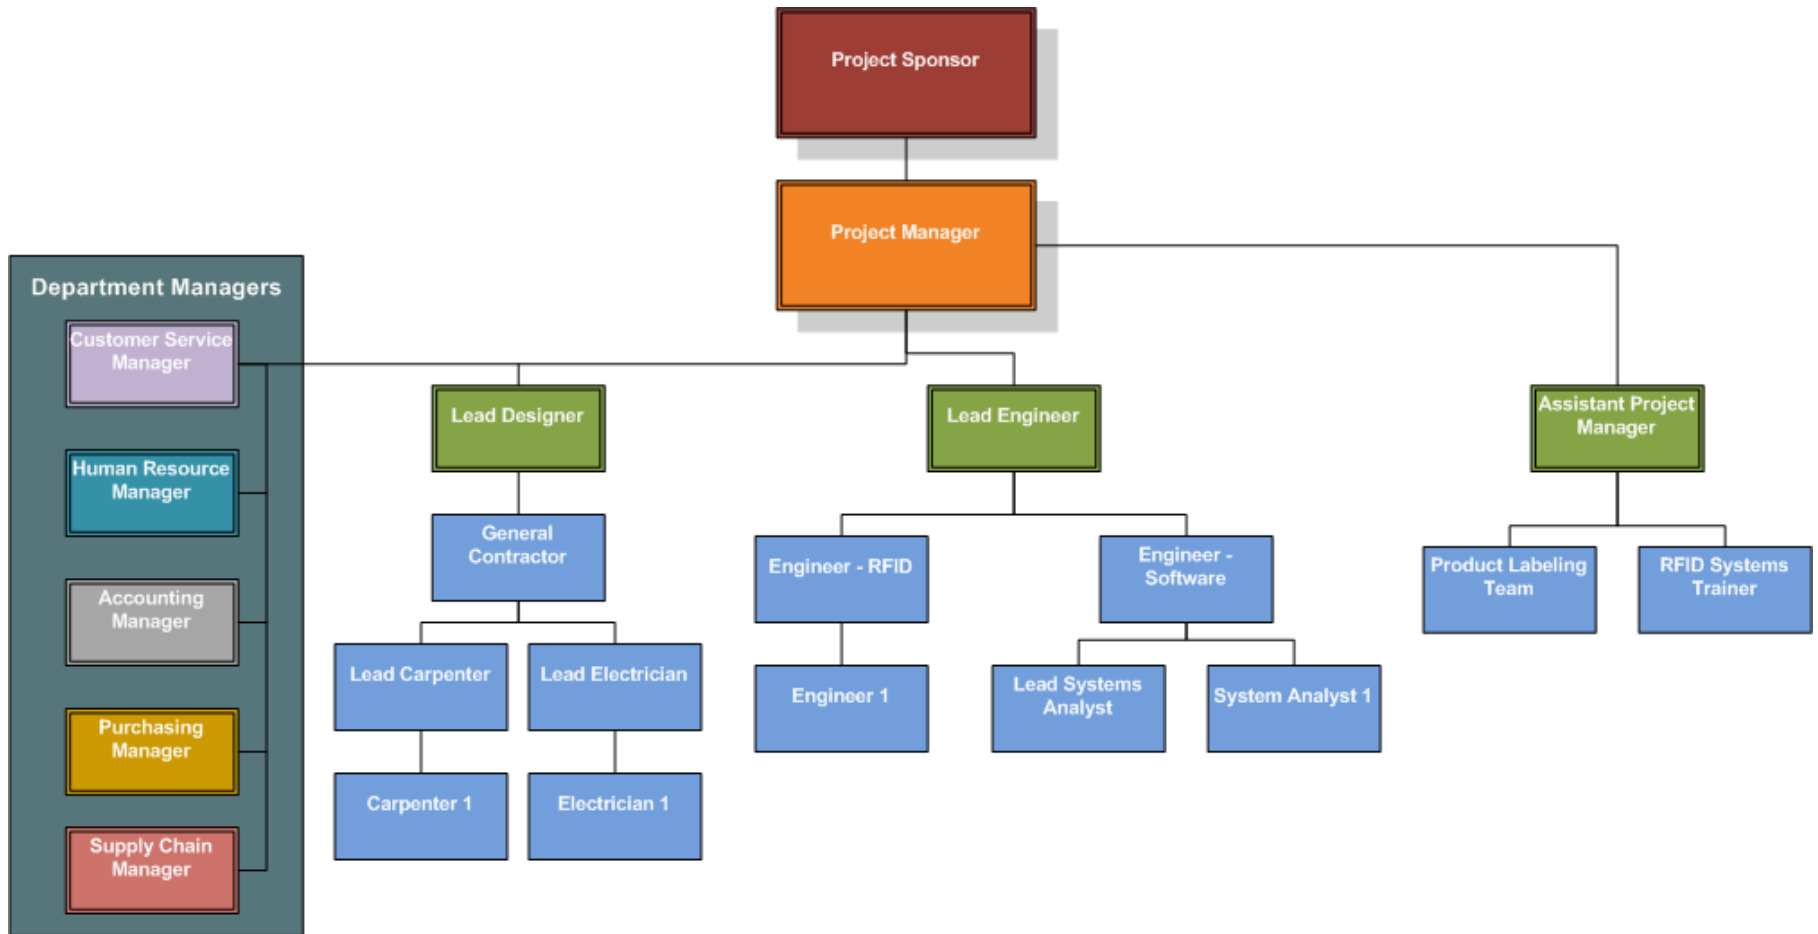 Project Sponsor
Project Manager
Department Managers
Customer Service
Manager
Human Resource
Manager
Accounting
Manager
Purchasing
Manager
Supply Chain
Manager
Lead Designer
General
Contractor
Lead Carpenter
Lead Electrician
Carpenter 1
Electrician 1
Lead Engineer
Engineer - RFID
Engineer -
Software
Engineer 1
Lead Systems
Analyst
System Analyst 1
Assistant Project
Manager
Product Labeling
Team
RFID Systems
Trainer